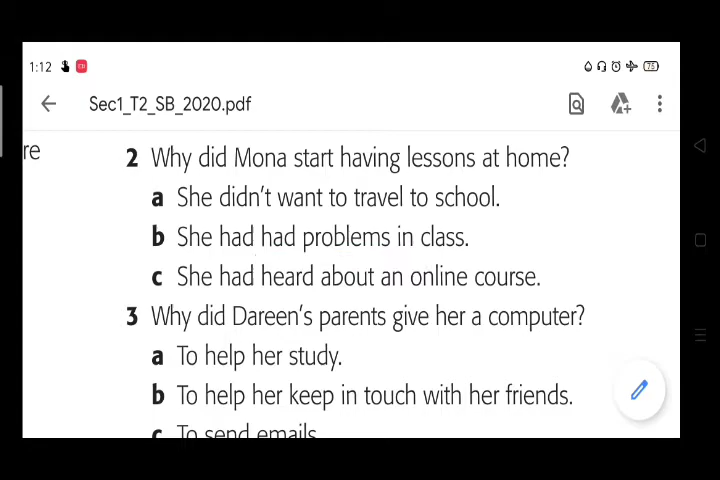 1:12
75
Sec1_T2_SB_2020.pdf
re
2 Why did Mona start having lessons at home?
a She didn't want to travel to school.
b She had had problems in class.
c She had heard about an online course.
3 Why did Dareen's parents give her a computer?
a To help her study.
b To help her keep in touch with her friends.
c To send emails.